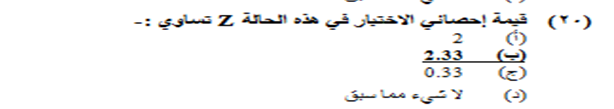 (٢٠) قيمة إحصائي الاختبار في هذه الحالة Z تساوي :-
(أ) 2
(ب) 2.33
(ج) 0.33
(د) لا شيء مما سبق